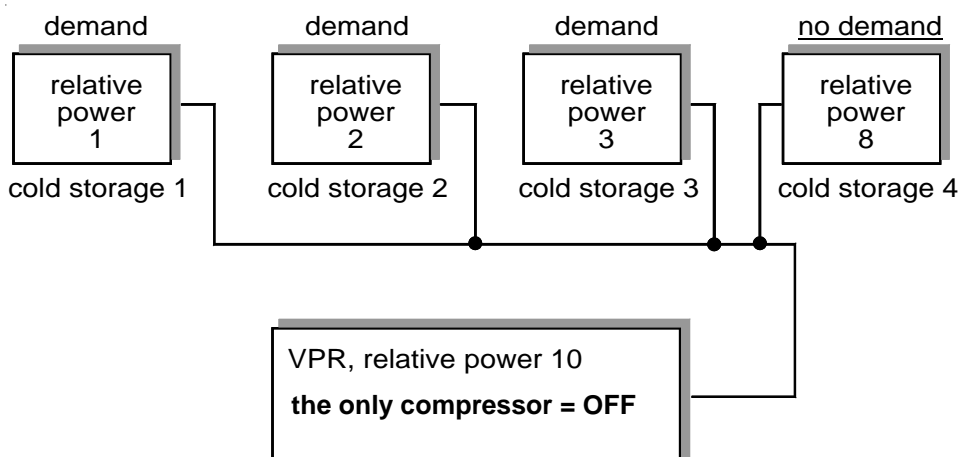 demand
demand
demand
no demand
relative
power
1
relative
power
2
relative
power
3
relative
power
8
cold storage 1
cold storage 2
cold storage 3
cold storage 4
VPR, relative power 10
the only compressor = OFF